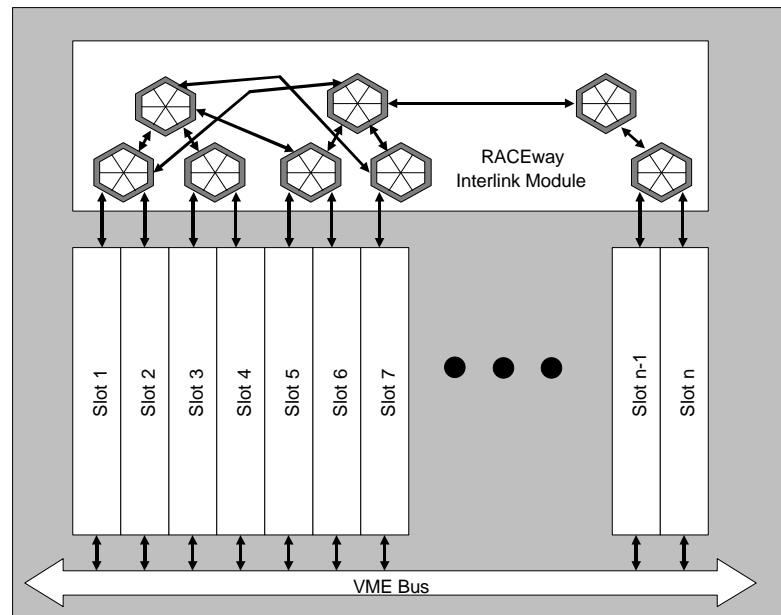 RACEway
Interlink Module
Slot 1
Slot 2
Slot 3
Slot 4
Slot 5
Slot 6
Slot 7
Slot n-1
Slot n
VME Bus